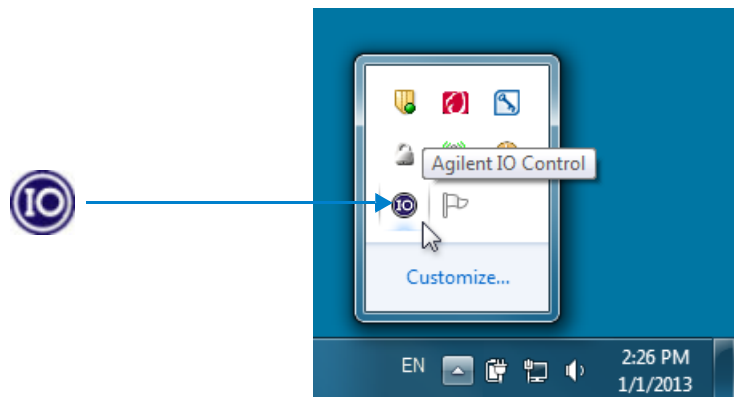 Agilent IO Control
IO
IO
Customize...
EN
2:26 PM
1/1/2013